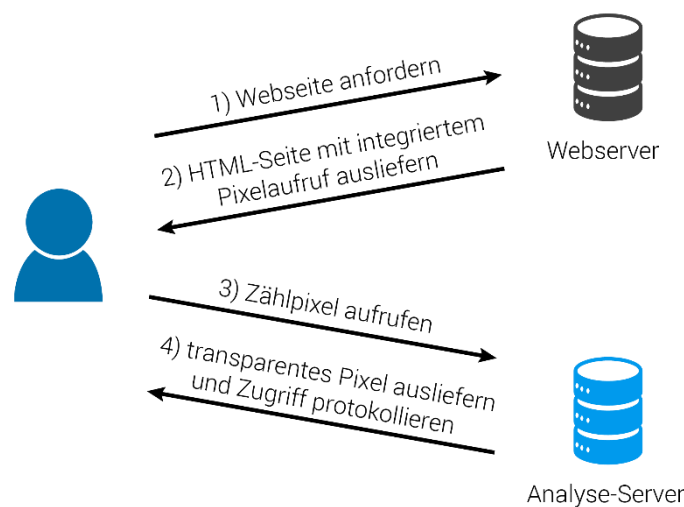 1) Webseite anfordern
Webserver
2) HTML-Seite mit integriertem
Pixelaufruf ausliefern
3) Zählpixel aufrufen
4) transparentes Pixel ausliefern
und Zugriff protokollieren
Analyse-Server